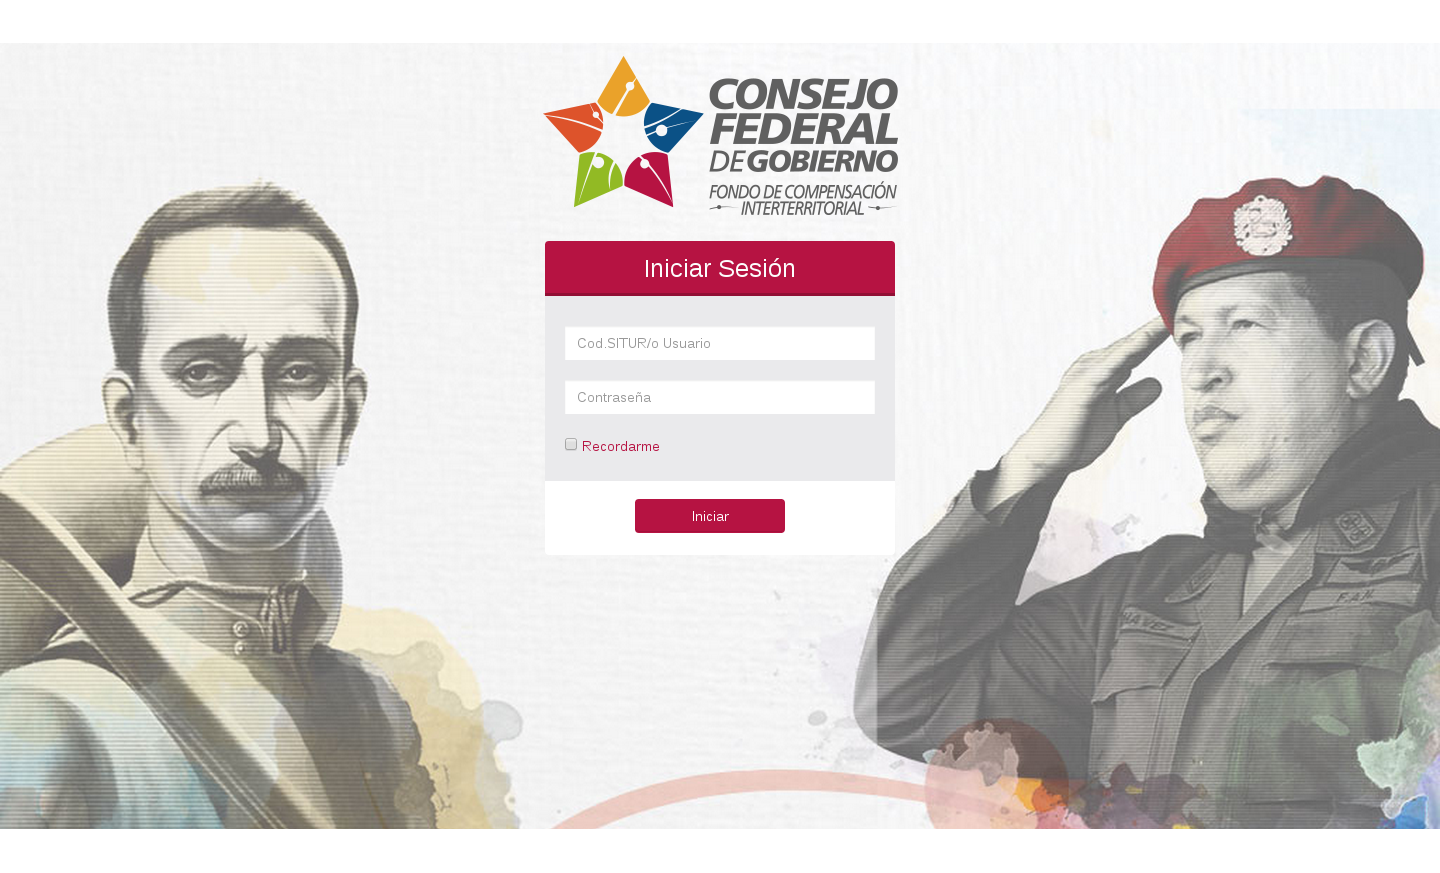 CONSEJO
FEDERAL
DE GOBIERNO
FONDO DE COMPENSACIÓN
INTERTERRITORIAL
Iniciar Sesión
Cod.SITUR/o Usuario
Contraseña
Recordarme
Iniciar